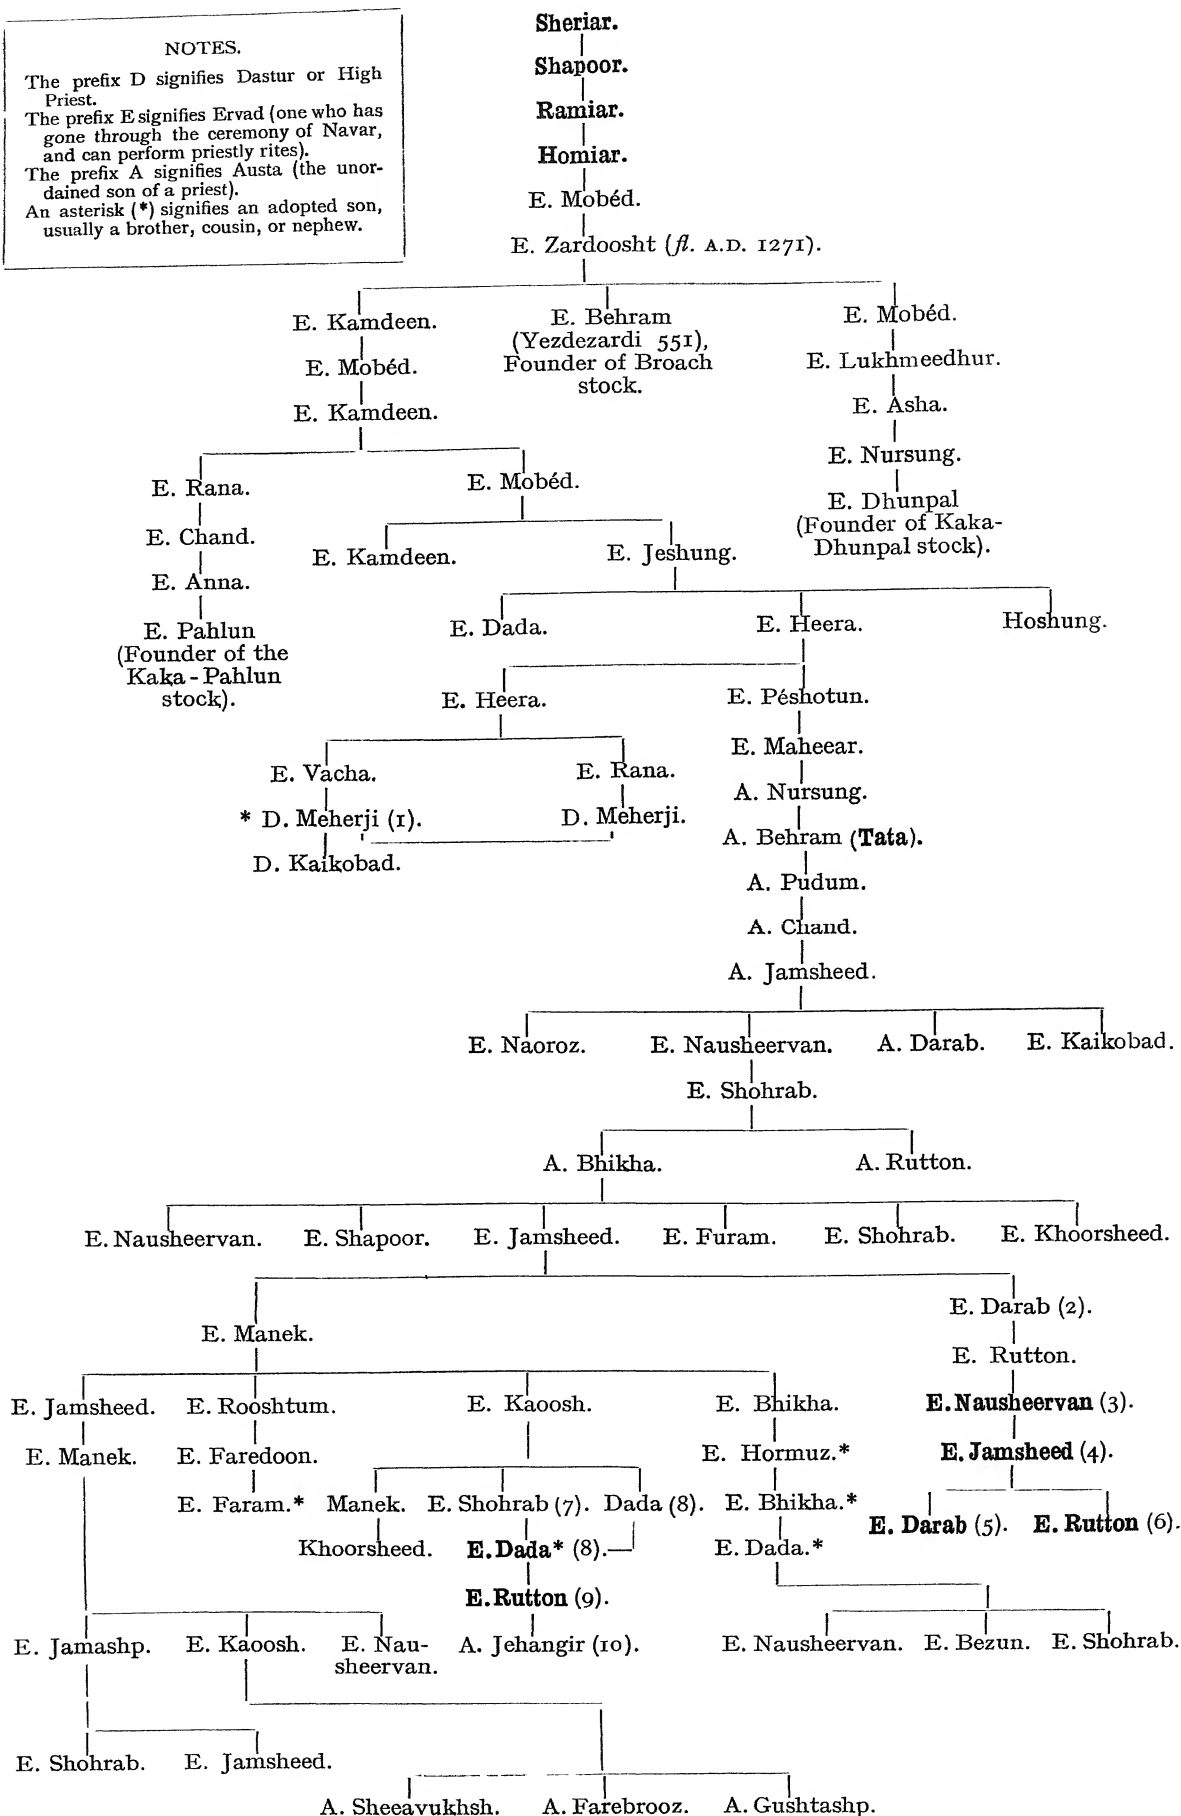 NOTES.
The prefix D signifies Dastur or High
Priest.
The prefix E signifies Ervad (one who has
gone through the ceremony of Navar,
and can perform priestly rites).
The prefix A signifies Austa (the unor-
dained son of a priest).
An asterisk (*) signifies an adopted son,
usually a brother, cousin, or nephew.
Sheriar.
Shapoor.
Ramiar.
Homiar.
E. Mobéd.
E. Zardoosht (fl. A.D. 1271).
E. Kamdeen.
E. Behram
(Yezdezardi 551),
Founder of Broach
stock.
E. Mobéd.
E. Mobéd.
E. Lukhmeedhur.
E. Kamdeen.
E. Asha.
E. Nursung.
E. Rana.
E. Mobéd.
E. Dhunpal
(Founder of Kaka-
Dhunpal stock).
E. Chand.
E. Kamdeen.
E. Jeshung.
E. Anna.
E. Pahlun
(Founder of the
Kaka-Pahlun
stock).
E. Dada.
E. Heera.
Hoshung.
E. Heera.
E. Péshotun.
E. Maheear.
E. Vacha.
E. Rana.
A. Nursung.
* D. Meherji (1).
D. Meherji.
A. Behram (Tata).
D. Kaikobad.
A. Pudum.
A. Chand.
A. Jamsheed.
E. Naoroz.
E. Nausheervan.
A. Darab.
E. Kaikobad.
E. Shohrab.
A. Bhikha.
A. Rutton.
E. Nausheervan.
E. Shapoor.
E. Jamsheed.
E. Furam.
E. Shohrab.
E. Khoorsheed.
E. Manek.
E. Darab (2).
E. Rutton.
E. Jamsheed.
E. Rooshtum.
E. Kaoosh.
E. Bhikha.
E. Nausheervan (3).
E. Manek.
E. Faredoon.
E. Hormuz.*
E. Jamsheed (4).
E. Faram.*
Manek.
E. Shohrab (7).
Dada (8).
E. Bhikha.*
E. Darab (5).
E. Rutton (6).
Khoorsheed.
E. Dada* (8).
E. Dada.*
E. Rutton (9).
E. Jamashp.
E. Kaoosh.
E. Nau-
sheervan.
A. Jehangir (10).
E. Nausheervan.
E. Bezun.
E. Shohrab.
E. Shohrab.
E. Jamsheed.
A. Sheeavukhsh.
A. Farebrooz.
A. Gushtashp.